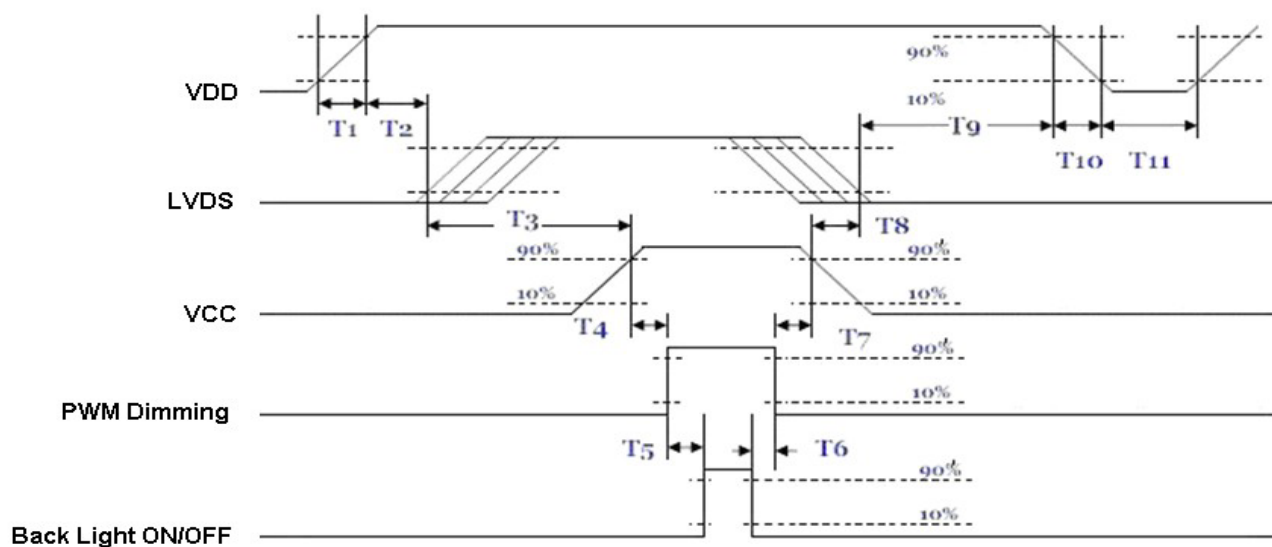 90%
VDD
10%
T1 T2 T9
T10 T11
LVDS
T3 T8
90% 90%
10% 10%
VCC
T4 T7
90%
10%
PWM Dimming
T5 T6
90%
10%
Back Light ON/OFF